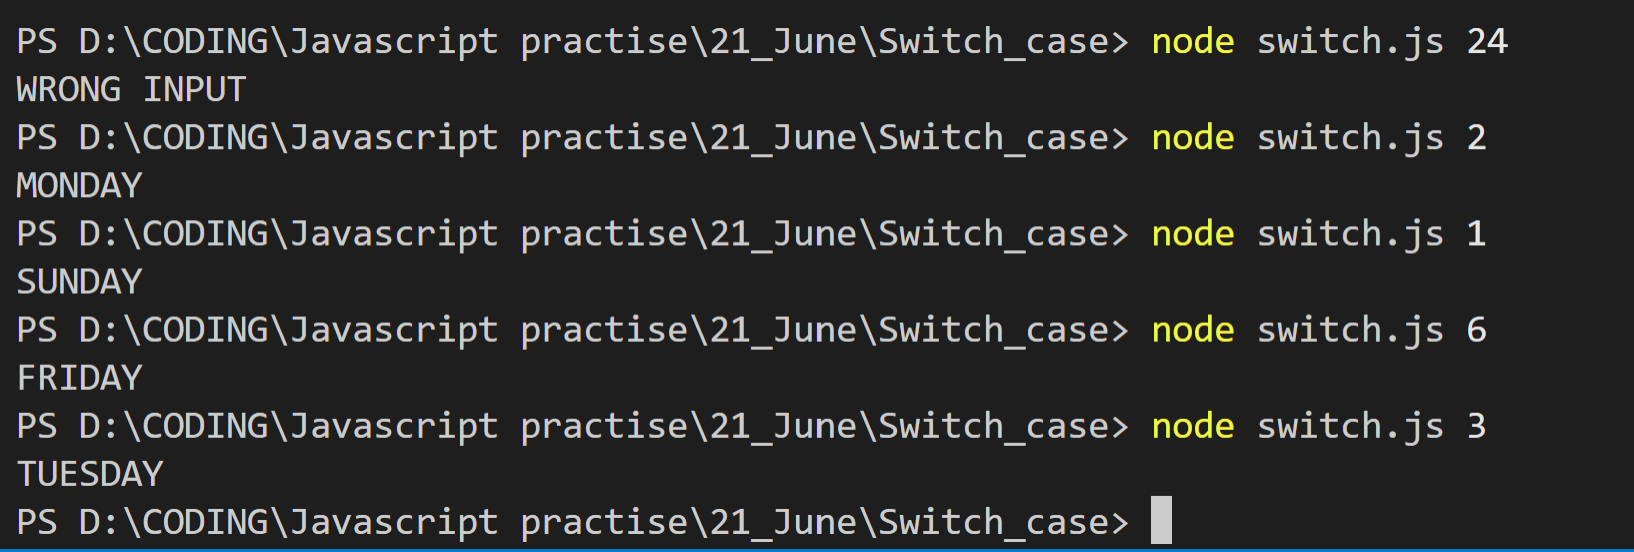 PS D:\CODING\Javascript practise\21_June\Switch_case> node switch.js 24
WRONG INPUT
PS D:\CODING\Javascript practise\21_June\Switch_case> node switch.js 2
MONDAY
PS D:\CODING\Javascript practise\21_June\Switch_case> node switch.js 1
SUNDAY
PS D:\CODING\Javascript practise\21_June\Switch_case> node switch.js 6
FRIDAY
PS D:\CODING\Javascript practise\21_June\Switch_case> node switch.js 3
TUESDAY
PS D:\CODING\Javascript practise\21_June\Switch_case>